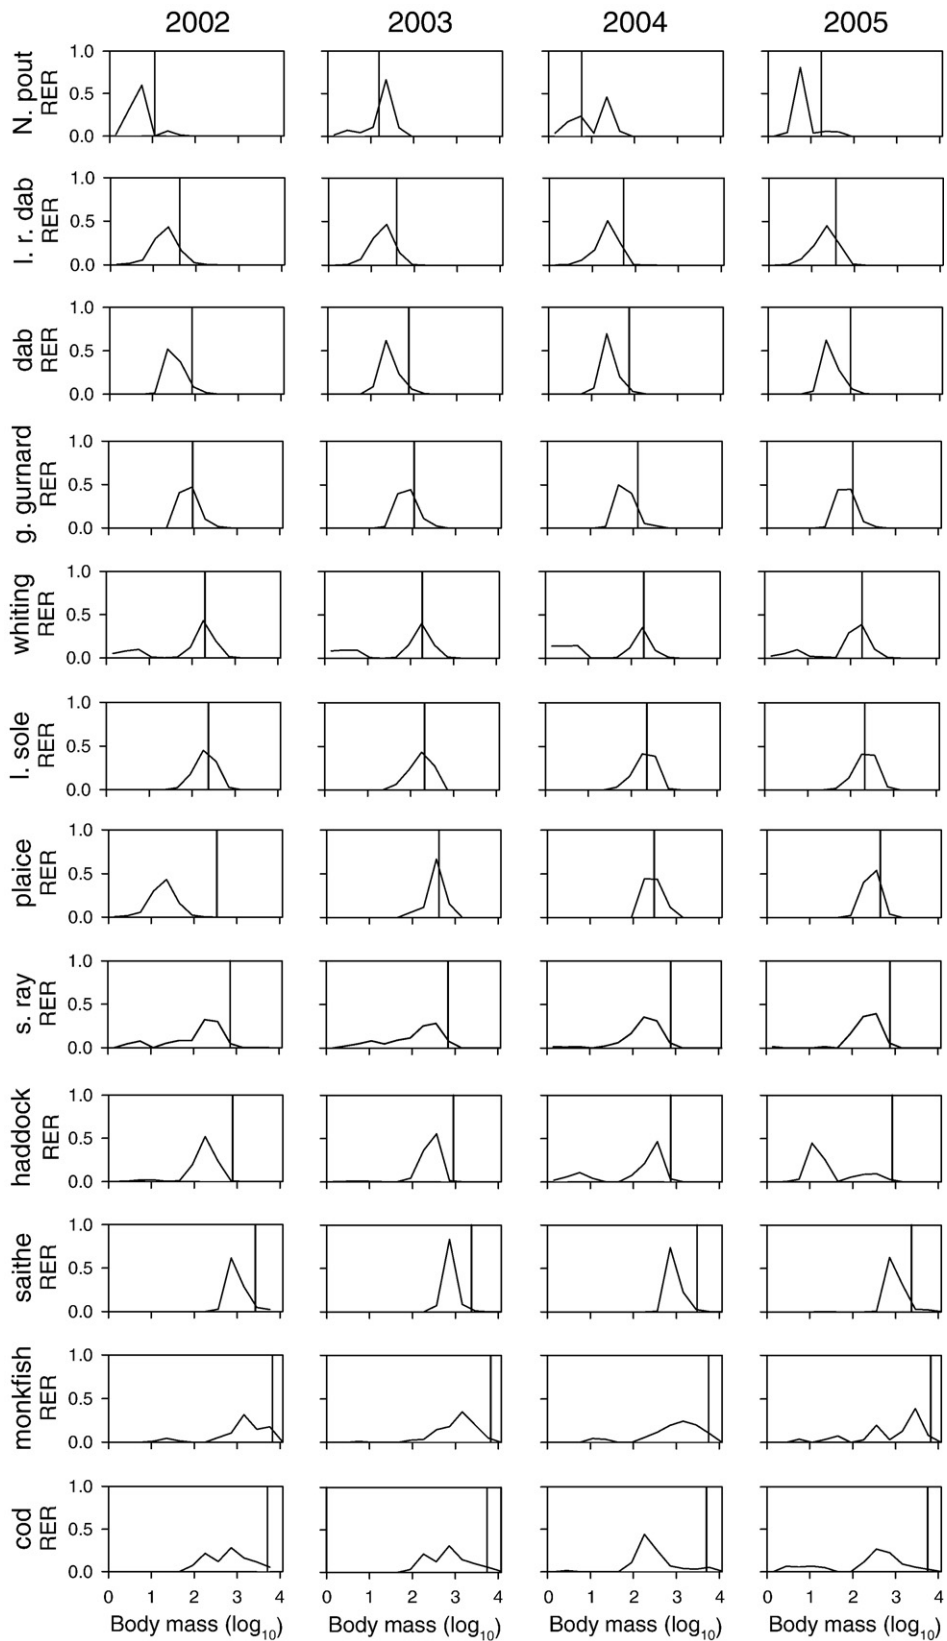 2002 2003 2004 2005
N. pout RER 1.0 0.5 0.0
l. r. dab RER 1.0 0.5 0.0
dab RER 1.0 0.5 0.0
g. gurnard RER 1.0 0.5 0.0
whiting RER 1.0 0.5 0.0
l. sole RER 1.0 0.5 0.0
plaice RER 1.0 0.5 0.0
s. ray RER 1.0 0.5 0.0
haddock RER 1.0 0.5 0.0
saithe RER 1.0 0.5 0.0
monkfish RER 1.0 0.5 0.0
cod RER 1.0 0.5 0.0
0 1 2 3 4 0 1 2 3 4 0 1 2 3 4 0 1 2 3 4
Body mass (log10) Body mass (log10) Body mass (log10) Body mass (log10)